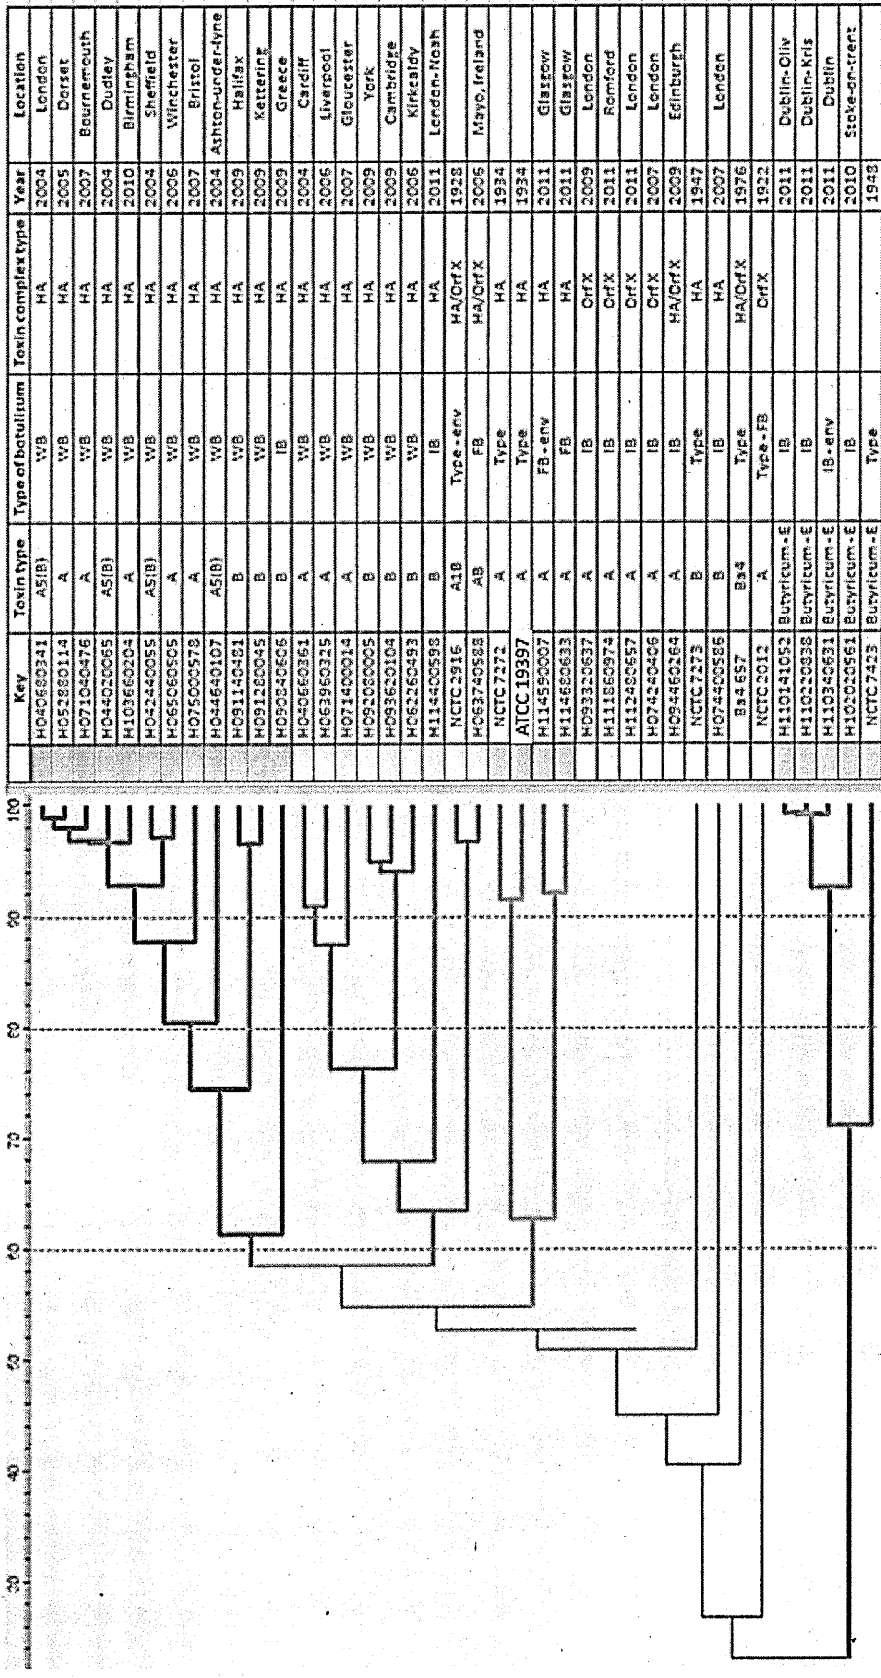 Key Toxin type Type of botulisum Toxin complex type Year Location
H040680341 A5(B) WB HA 2004 London
H052880114 A WB HA 2005 Dorset
H071040476 A WB HA 2007 Bournemouth
H044020085 A5(B) WB HA 2004 Dudley
H103660204 A WB HA 2010 Birmingham
H042440055 A5(B) WB HA 2004 Sheffield
H065060505 A WB HA 2006 Winchester
H075000578 A WB HA 2007 Bristol
H044640107 A5(B) WB HA 2004 Ashton-under-lyne
H091140481 B WB HA 2009 Halifax
H091280045 B WB HA 2009 Kettering
H090840606 B IB HA 2009 Greece
H040660361 A WB HA 2004 Cardiff
H063960325 A WB HA 2006 Liverpool
H071400014 A WB HA 2007 Gloucester
H092080005 B WB HA 2009 York
H093620104 B WB HA 2009 Cambridge
H062260493 B WB HA 2006 Kirkcaldy
H114400598 B IB HA 2011 London-Noah
NCTC 2916 A1B Type-env HA/Orf X 1928
H063740588 AB FB HA/Orf X 2006 Mayo, Ireland
NCTC 7272 A Type HA 1934
ATCC 19397 A Type HA 1934
H114580007 A FB-env HA 2011 Glasgow
H114680633 A FB HA 2011 Glasgow
H093320637 A IB Orf X 2009 London
H111860974 A IB Orf X 2011 Romford
H112480657 A IB Orf X 2011 London
H074240406 A IB Orf X 2007 London
H094460264 A IB HA/Orf X 2009 Edinburgh
NCTC 7273 B Type HA 1947
H074400586 B IB HA 2007 London
Ba4 657 Ba4 Type HA/Orf X 1976
NCTC 2012 A Type-FB Orf X 1922
H110141052 Butyricum-E IB 2011 Dublin-Oliv
H110220838 Butyricum-E IB 2011 Dublin-Kris
H110340631 Butyricum-E IB-env 2011 Dublin
H102020561 Butyricum-E IB 2010 Stoke-on-trent
NCTC 7423 Butyricum-E Type 1948
30 40 50 60 70 80 90 100